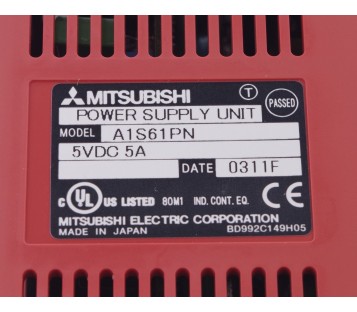 MITSUBISHI T PASSED
POWER SUPPLY UNIT
MODEL A1S61PN
5VDC 5A
DATE 0311F
c UL US LISTED 80M1 IND. CONT. EQ. CE
MITSUBISHI ELECTRIC CORPORATION
MADE IN JAPAN BD992C149H05